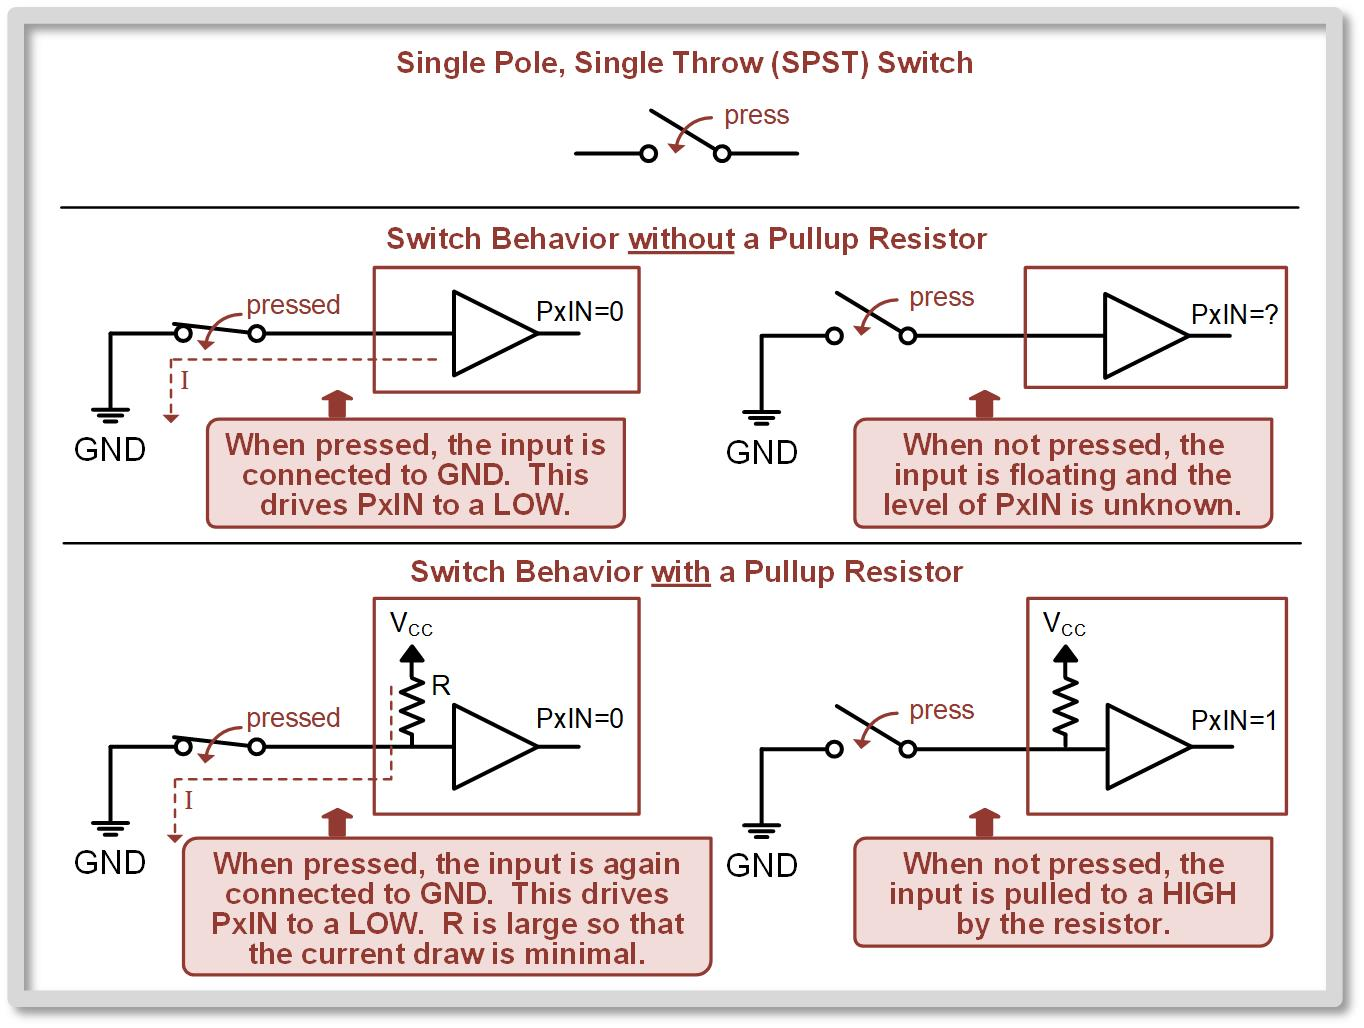 Single Pole, Single Throw (SPST) Switch
press
Switch Behavior without a Pullup Resistor
pressed
PxIN=0
I
GND
When pressed, the input is
connected to GND.  This
drives PxIN to a LOW.
press
PxIN=?
GND
When not pressed, the
input is floating and the
level of PxIN is unknown.
Switch Behavior with a Pullup Resistor
VCC
R
pressed
PxIN=0
I
GND
When pressed, the input is again
connected to GND.  This drives
PxIN to a LOW.  R is large so that
the current draw is minimal.
VCC
press
PxIN=1
GND
When not pressed, the
input is pulled to a HIGH
by the resistor.